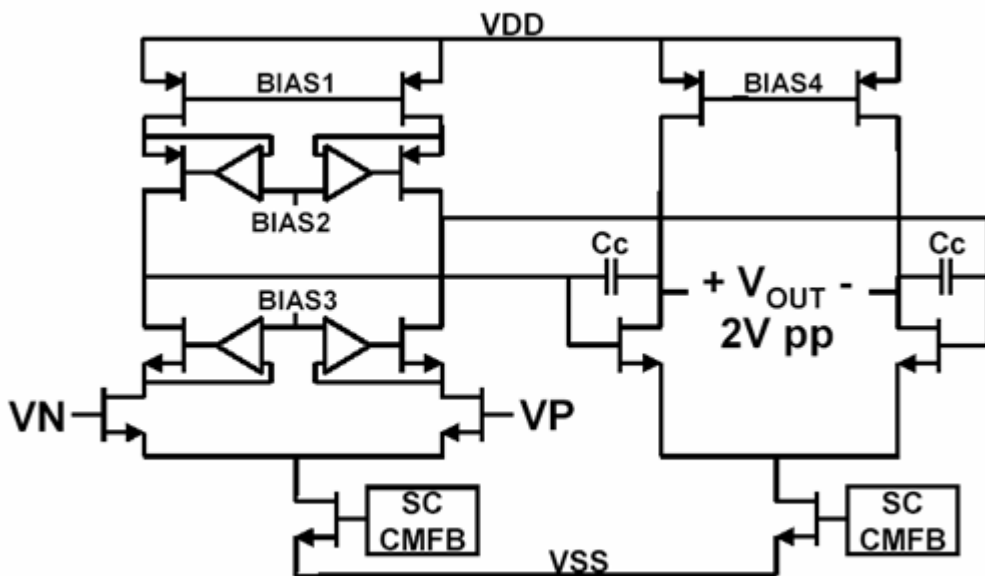 VDD
BIAS1
BIAS4
BIAS2
Cc
Cc
+ VOUT -
2V pp
BIAS3
VN
VP
SC
CMFB
SC
CMFB
VSS